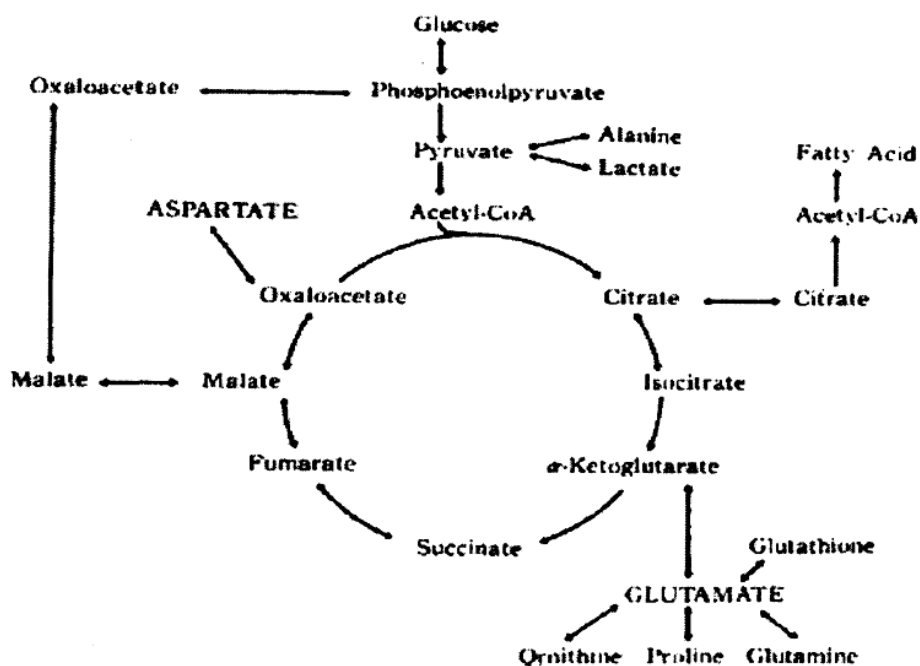 Glucose
Oxaloacetate
Phosphoenolpyruvate
Alanine
Pyruvate
Lactate
Fatty Acid
ASPARTATE
Acetyl-CoA
Acetyl-CoA
Oxaloacetate
Citrate
Citrate
Malate
Malate
Isocitrate
Fumarate
α-Ketoglutarate
Succinate
Glutathione
GLUTAMATE
Ornithine
Proline
Glutamine